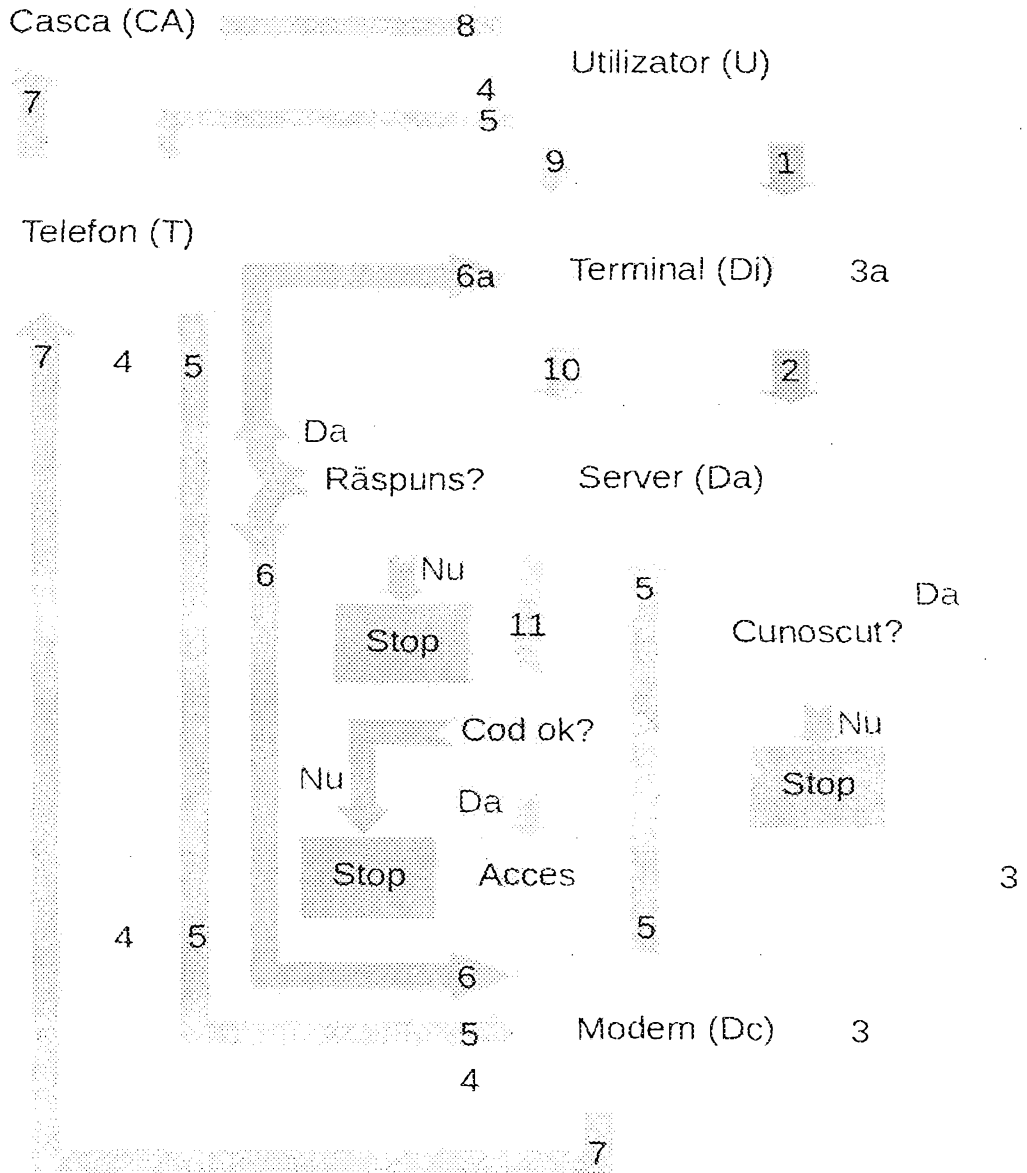 Casca (CA)
8
Utilizator (U)
7
4
5
9
1
Telefon (T)
6a
Terminal (Di)
3a
7
4
5
10
2
Da
Răspuns?
Server (Da)
6
Nu
5
Da
Stop
11
Cunoscut?
Cod ok?
Nu
Nu
Da
Stop
Stop
Acces
3
4
5
5
6
5
Modem (Dc)
3
4
7